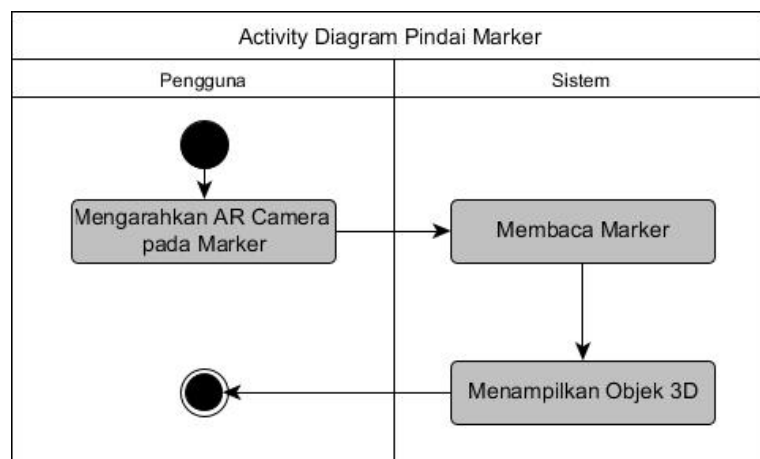 Activity Diagram Pindai Marker
Pengguna
Sistem
Mengarahkan AR Camera
pada Marker
Membaca Marker
Menampilkan Objek 3D